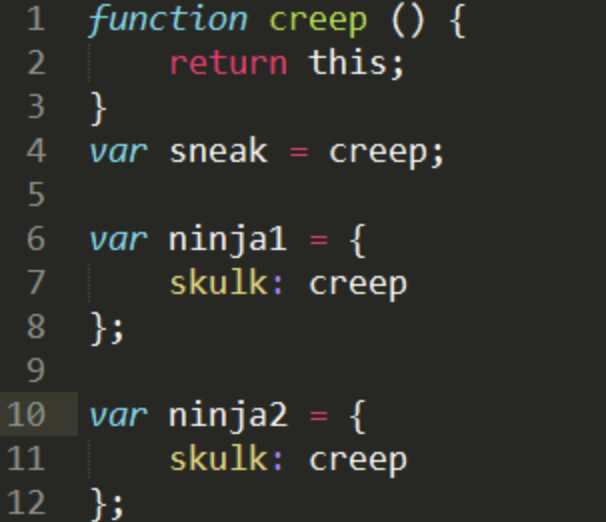 1 function creep () {
2     return this;
3 }
4 var sneak = creep;
5
6 var ninja1 = {
7     skulk: creep
8 };
9
10 var ninja2 = {
11     skulk: creep
12 };